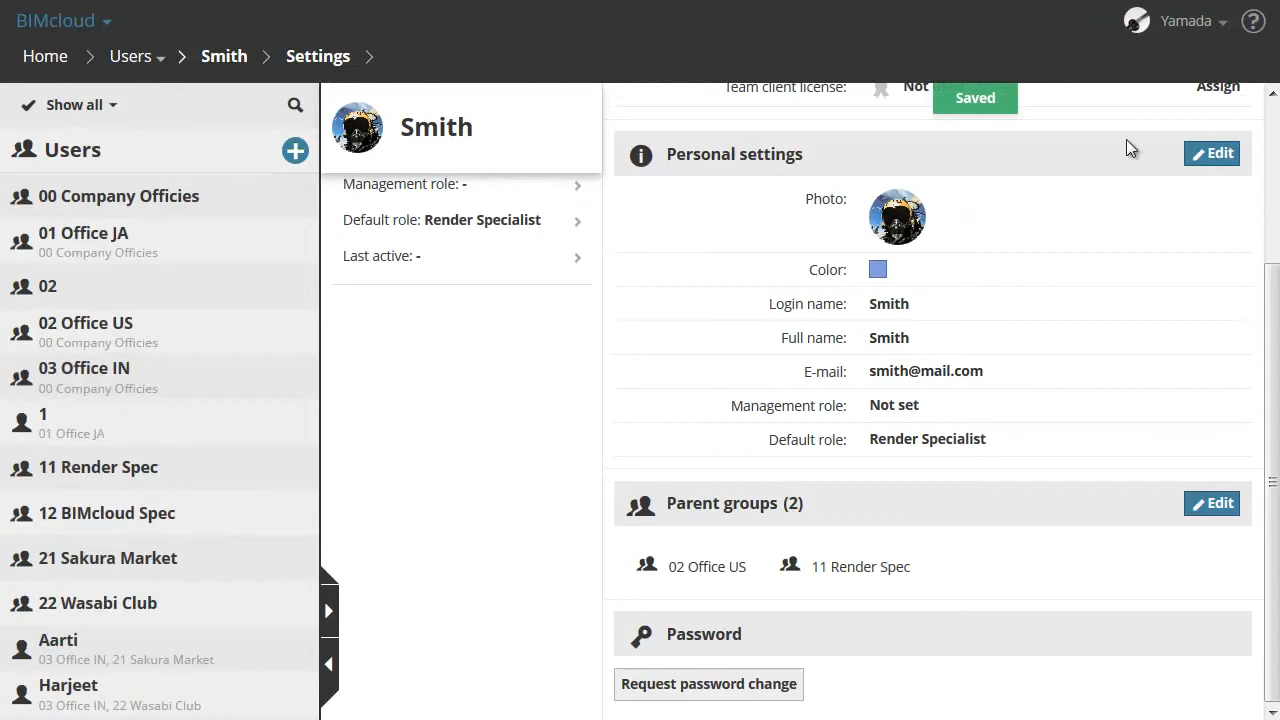 BIMcloud
Yamada
Home
Users
Smith
Settings
Show all
Users
00 Company Officies
01 Office JA
00 Company Officies
02
02 Office US
00 Company Officies
03 Office IN
00 Company Officies
1
01 Office JA
11 Render Spec
12 BIMcloud Spec
21 Sakura Market
22 Wasabi Club
Aarti
03 Office IN, 21 Sakura Market
Harjeet
03 Office IN, 22 Wasabi Club
Smith
Management role: -
Default role: Render Specialist
Last active: -
Team client license: Not
Assign
Saved
Personal settings
Edit
Photo:
Color:
Login name: Smith
Full name: Smith
E-mail: smith@mail.com
Management role: Not set
Default role: Render Specialist
Parent groups (2)
Edit
02 Office US
11 Render Spec
Password
Request password change